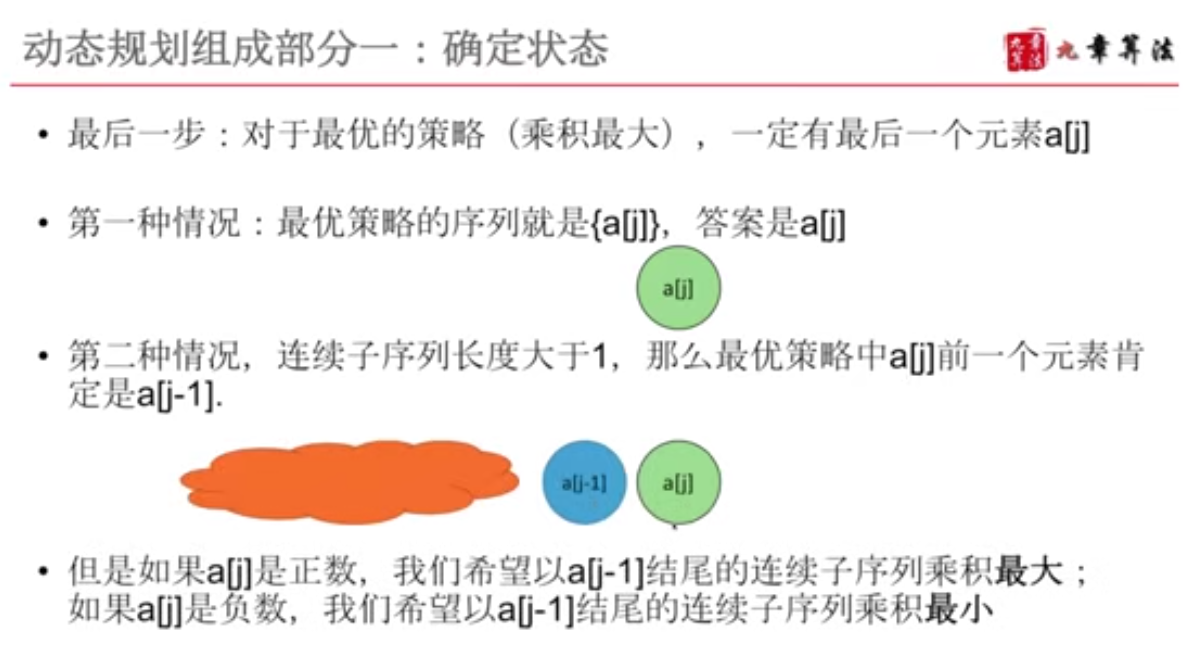 动态规划组成部分一：确定状态
九章算法
九章算法
• 最后一步：对于最优的策略（乘积最大），一定有最后一个元素a[j]
• 第一种情况：最优策略的序列就是{a[j]}，答案是a[j]
a[j]
• 第二种情况，连续子序列长度大于1，那么最优策略中a[j]前一个元素肯
定是a[j-1].
a[j-1]
a[j]
• 但是如果a[j]是正数，我们希望以a[j-1]结尾的连续子序列乘积最大；
如果a[j]是负数，我们希望以a[j-1]结尾的连续子序列乘积最小